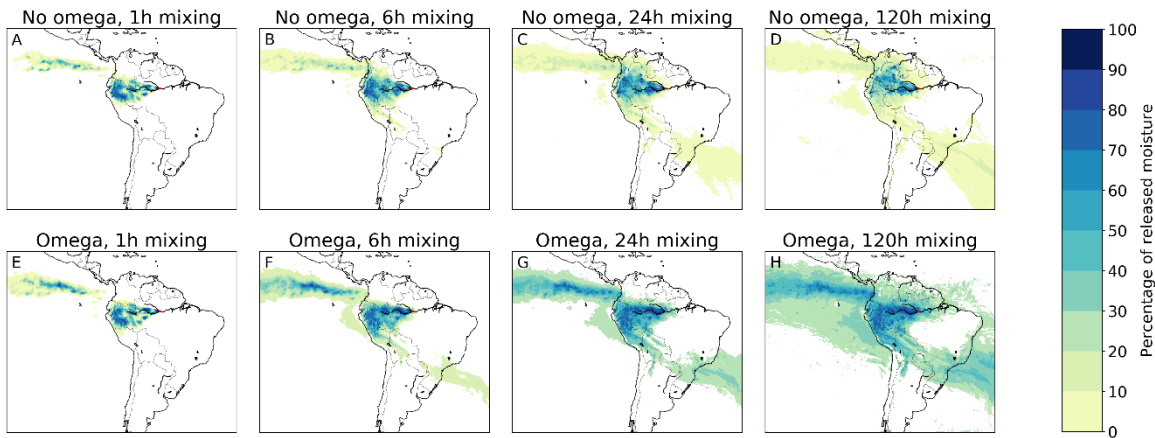 No omega, 1h mixing
No omega, 6h mixing
No omega, 24h mixing
No omega, 120h mixing
A
B
C
D
Omega, 1h mixing
Omega, 6h mixing
Omega, 24h mixing
Omega, 120h mixing
E
F
G
H
100
90
80
70
60
50
40
30
20
10
0
Percentage of released moisture